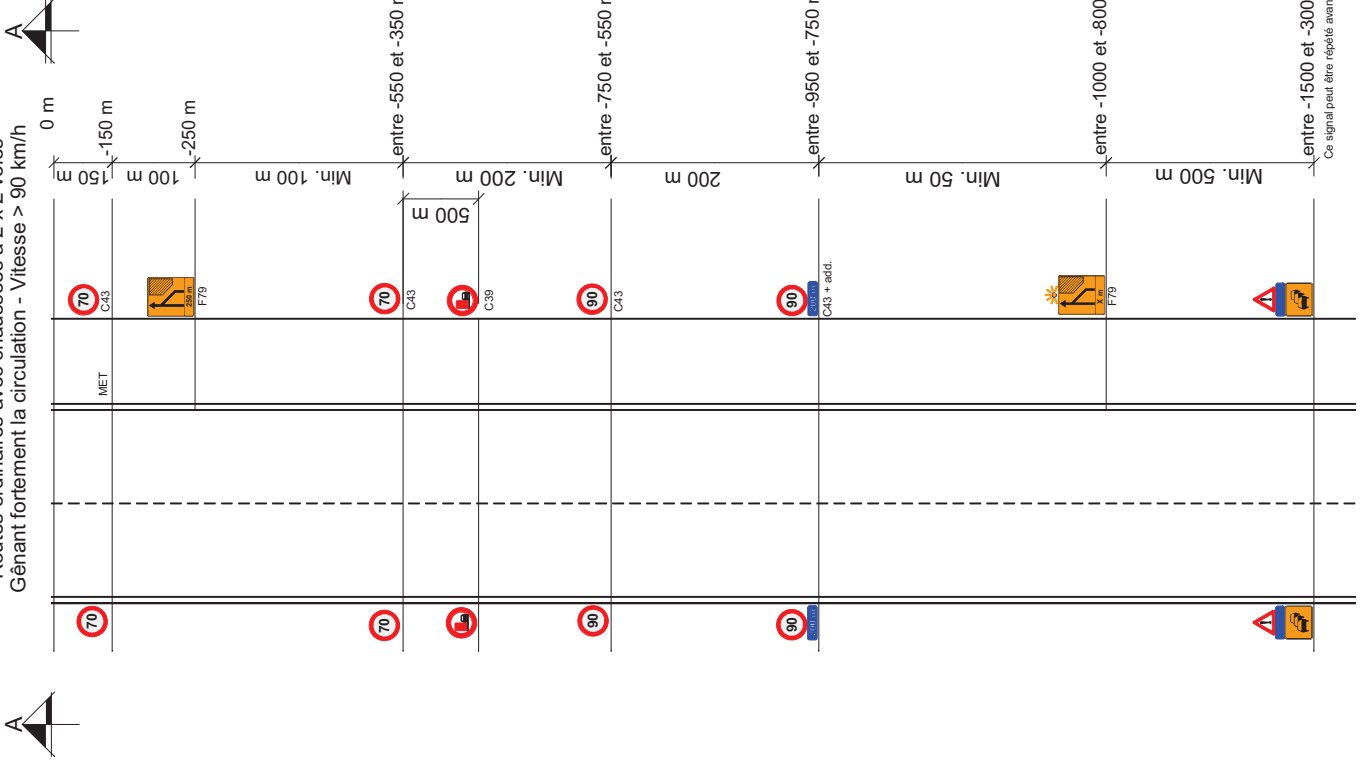 Gênant fortement la circulation - Vitesse > 90 km/h
A
A
0 m
150 m
-150 m
70
70
C43
MET
100 m
-250 m
250 m
F79
Min. 100 m
entre -550 et -350 m
70
70
C43
500 m
C39
Min. 200 m
entre -750 et -550 m
90
90
C43
200 m
entre -950 et -750 m
90
90
C43 + add.
Min. 50 m
entre -1000 et -800
X m
F79
Min. 500 m
entre -1500 et -300
Ce signal peut être répété avan